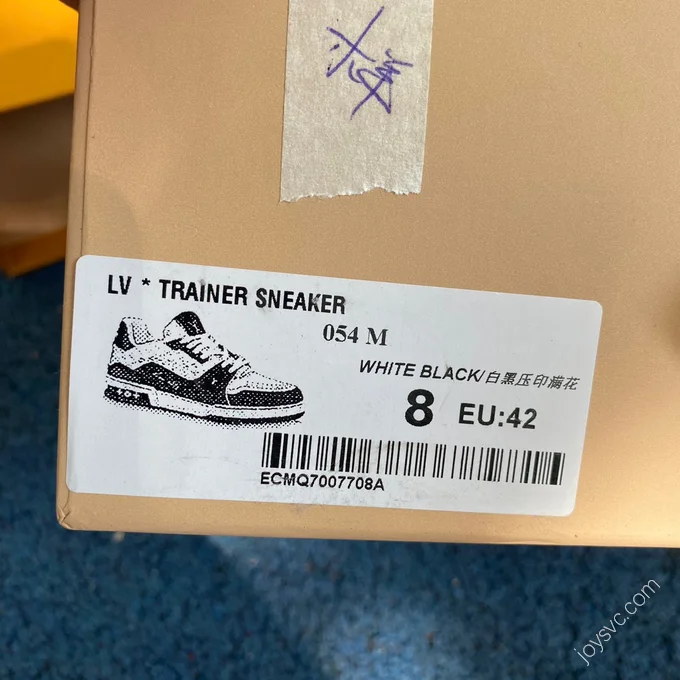 LV * TRAINER SNEAKER
054 M
WHITE BLACK/白黑压印满花
8 EU:42
ECMQ7007708A
joysvc.com